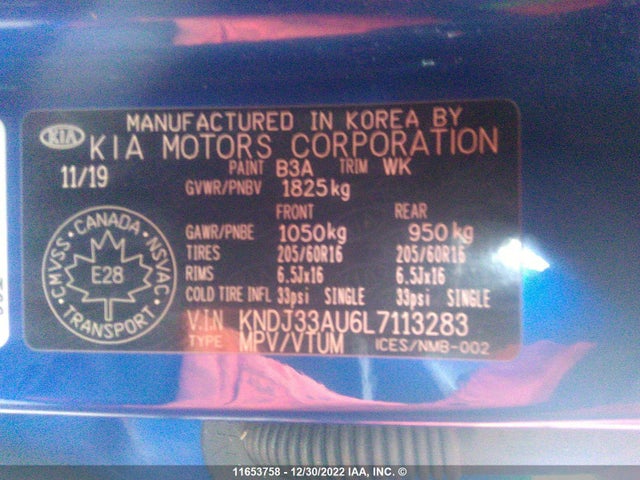 MANUFACTURED IN KOREA BY
KIA KIA MOTORS CORPORATION
PAINT B3A TRIM WK
11/19
GVWR/PNBV 1825kg
FRONT REAR
GAWR/PNBE 1050kg 950kg
TIRES 205/60R16 205/60R16
RIMS 6.5Jx16 6.5Jx16
COLD TIRE INFL 33psi SINGLE 33psi SINGLE
V.I.N KNDJ33AU6L7113283
TYPE MPV/VTUM ICES/NMB-002
CANADA
CMVSS NSVAC
E28
TRANSPORT
11653758 - 12/30/2022 IAA, INC. ©